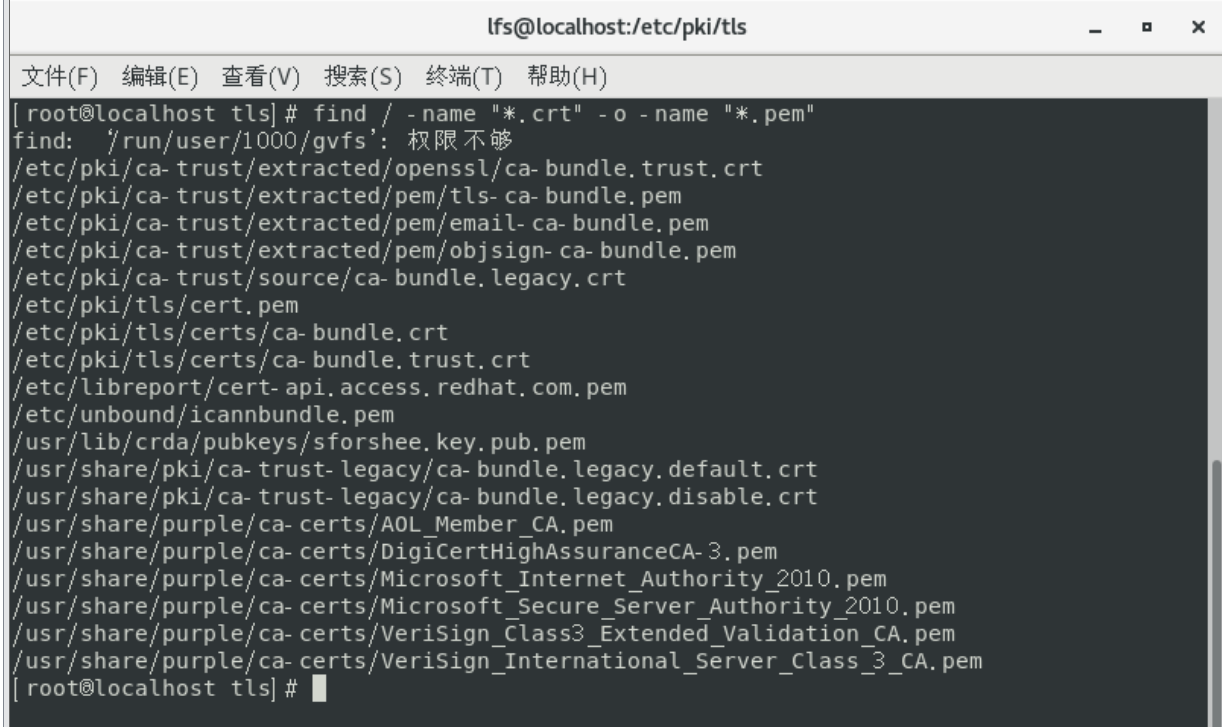 lfs@localhost:/etc/pki/tls
文件(F) 编辑(E) 查看(V) 搜索(S) 终端(T) 帮助(H)
[root@localhost tls]# find / -name "*.crt" -o -name "*.pem"
find: ‘/run/user/1000/gvfs’: 权限不够
/etc/pki/ca-trust/extracted/openssl/ca-bundle.trust.crt
/etc/pki/ca-trust/extracted/pem/tls-ca-bundle.pem
/etc/pki/ca-trust/extracted/pem/email-ca-bundle.pem
/etc/pki/ca-trust/extracted/pem/objsign-ca-bundle.pem
/etc/pki/ca-trust/source/ca-bundle.legacy.crt
/etc/pki/tls/cert.pem
/etc/pki/tls/certs/ca-bundle.crt
/etc/pki/tls/certs/ca-bundle.trust.crt
/etc/libreport/cert-api.access.redhat.com.pem
/etc/unbound/icannbundle.pem
/usr/lib/crda/pubkeys/sforshee.key.pub.pem
/usr/share/pki/ca-trust-legacy/ca-bundle.legacy.default.crt
/usr/share/pki/ca-trust-legacy/ca-bundle.legacy.disable.crt
/usr/share/purple/ca-certs/AOL_Member_CA.pem
/usr/share/purple/ca-certs/DigiCertHighAssuranceCA-3.pem
/usr/share/purple/ca-certs/Microsoft_Internet_Authority_2010.pem
/usr/share/purple/ca-certs/Microsoft_Secure_Server_Authority_2010.pem
/usr/share/purple/ca-certs/VeriSign_Class3_Extended_Validation_CA.pem
/usr/share/purple/ca-certs/VeriSign_International_Server_Class_3_CA.pem
[root@localhost tls]#